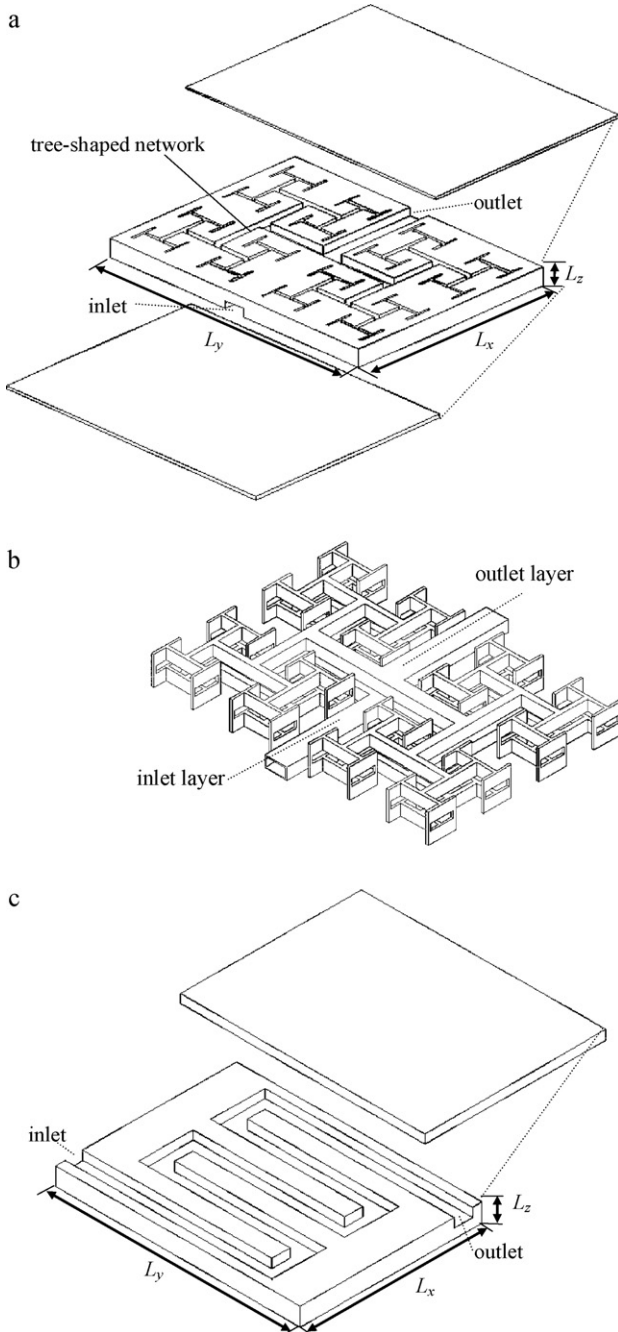 a
tree-shaped network
outlet
inlet
Lz
Ly
Lx
b
outlet layer
inlet layer
c
inlet
Lz
outlet
Ly
Lx